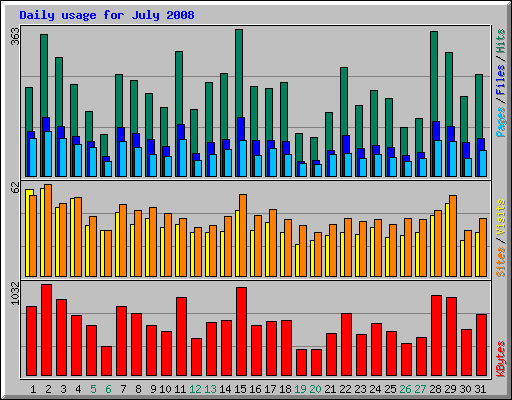 Daily usage for July 2008
363
Pages / Files / Hits
62
Sites / Visits
1032
KBytes
1 2 3 4 5 6 7 8 9 10 11 12 13 14 15 16 17 18 19 20 21 22 23 24 25 26 27 28 29 30 31